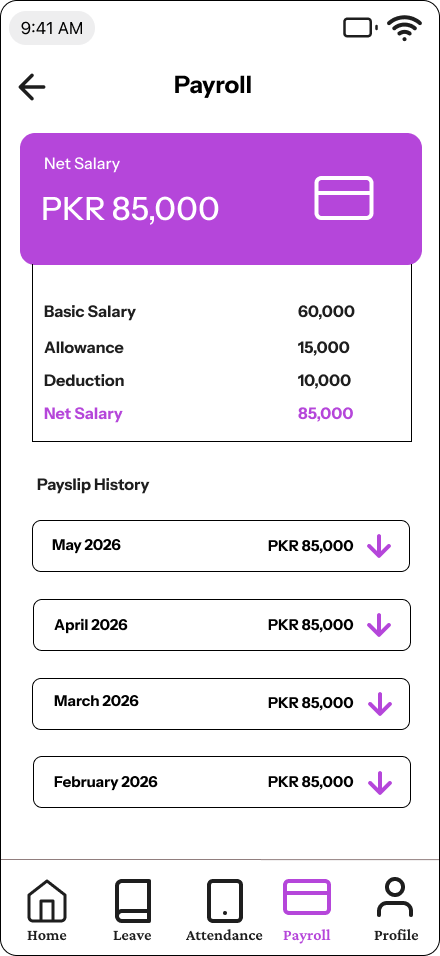 9:41 AM
Payroll
Net Salary
PKR 85,000
Basic Salary 60,000
Allowance 15,000
Deduction 10,000
Net Salary 85,000
Payslip History
May 2026 PKR 85,000
April 2026 PKR 85,000
March 2026 PKR 85,000
February 2026 PKR 85,000
Home Leave Attendance Payroll Profile